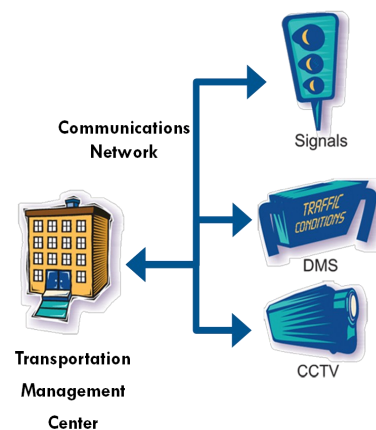 Communications
Network
Signals
TRAFFIC
CONDITIONS
DMS
CCTV
Transportation
Management
Center